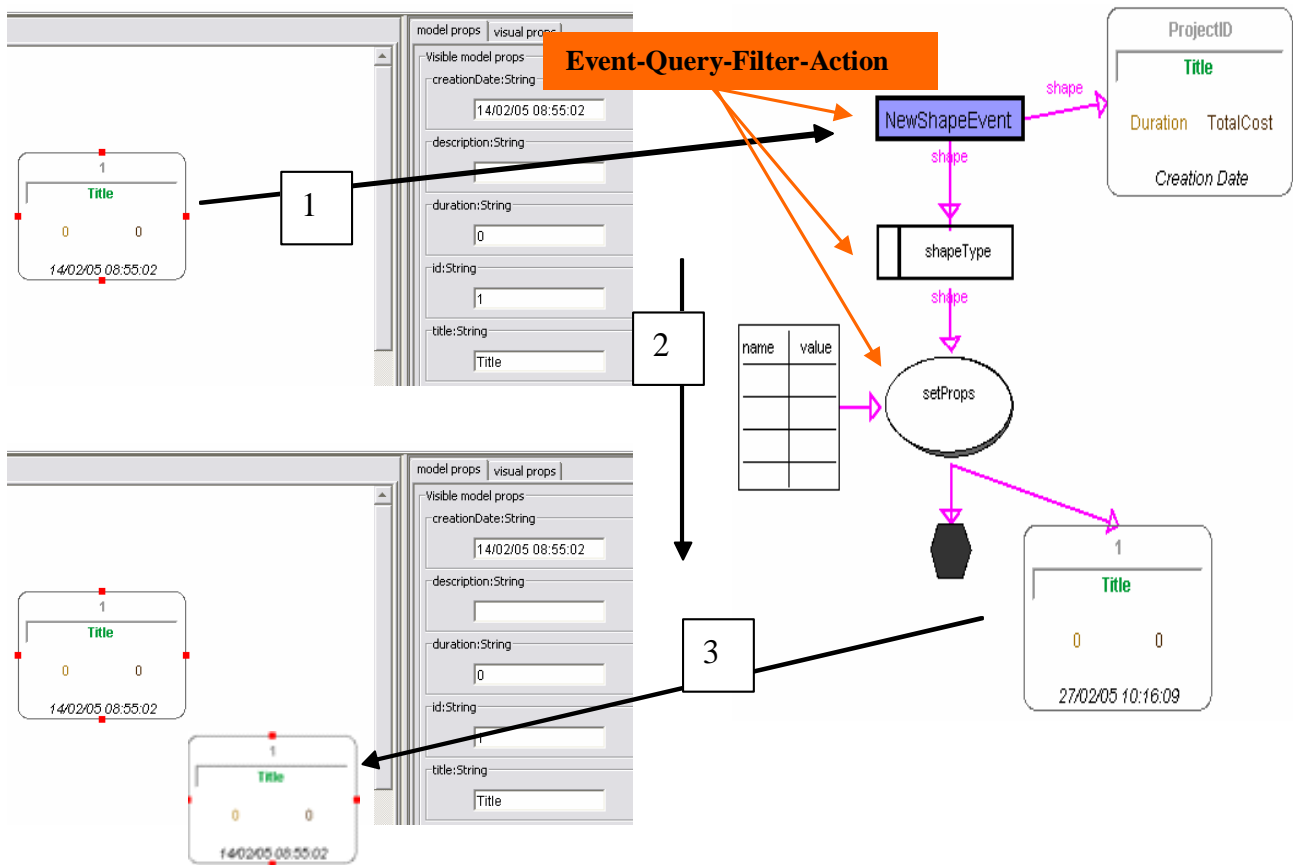 model props visual props
Visible model props
creationDate:String
14/02/05 08:55:02
description:String
duration:String
0
id:String
1
title:String
Title
1
Title
0 0
14/02/05 08:55:02
1
Event-Query-Filter-Action
NewShapeEvent
shape
ProjectID
Title
Duration TotalCost
Creation Date
shape
shapeType
shape
2
name value
setProps
1
Title
0 0
27/02/05 10:16:09
3
model props visual props
Visible model props
creationDate:String
14/02/05 08:55:02
description:String
duration:String
0
id:String
1
title:String
Title
1
Title
0 0
14/02/05 08:55:02
1
Title
0 0
14/02/05 08:55:02